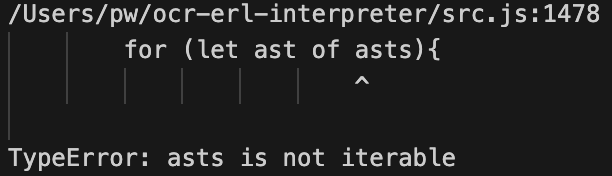 /Users/pw/ocr-erl-interpreter/src.js:1478
for (let ast of asts){
^
TypeError: asts is not iterable